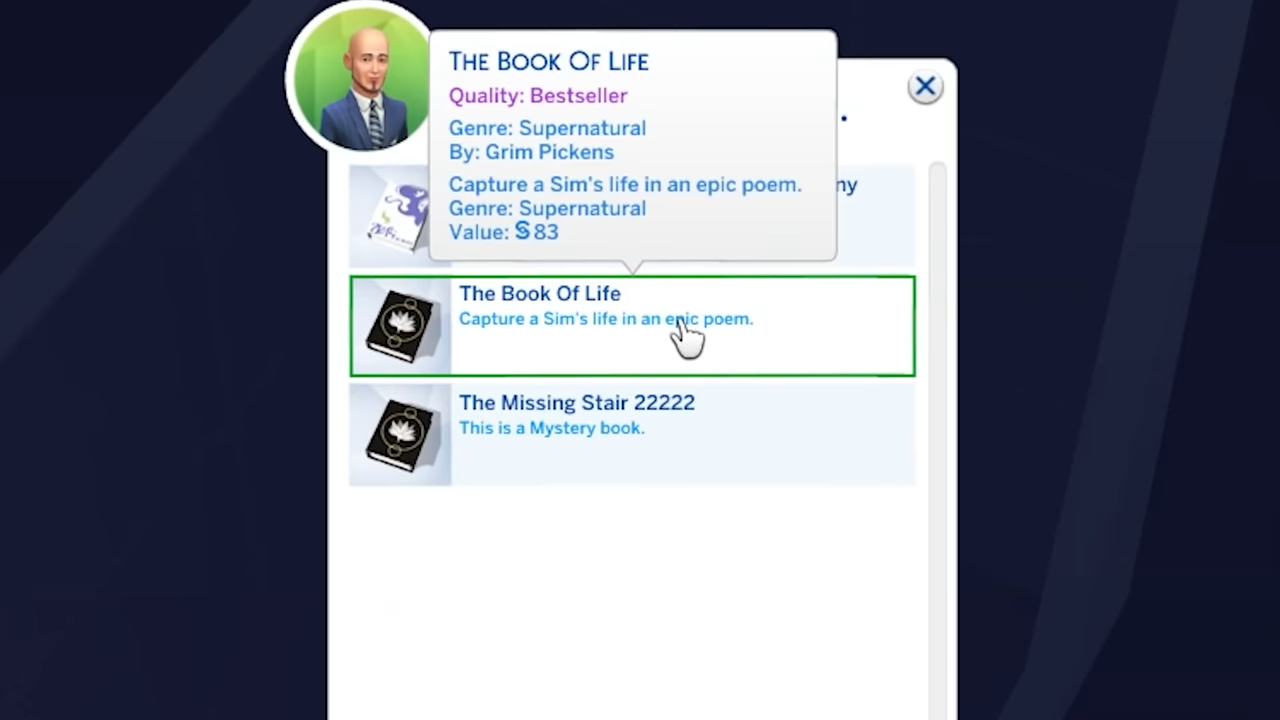 The Book Of Life
Quality: Bestseller
Genre: Supernatural
By: Grim Pickens
Capture a Sim's life in an epic poem.
Genre: Supernatural
Value: §83
ny
The Book Of Life
Capture a Sim's life in an epic poem.
The Missing Stair 22222
This is a Mystery book.